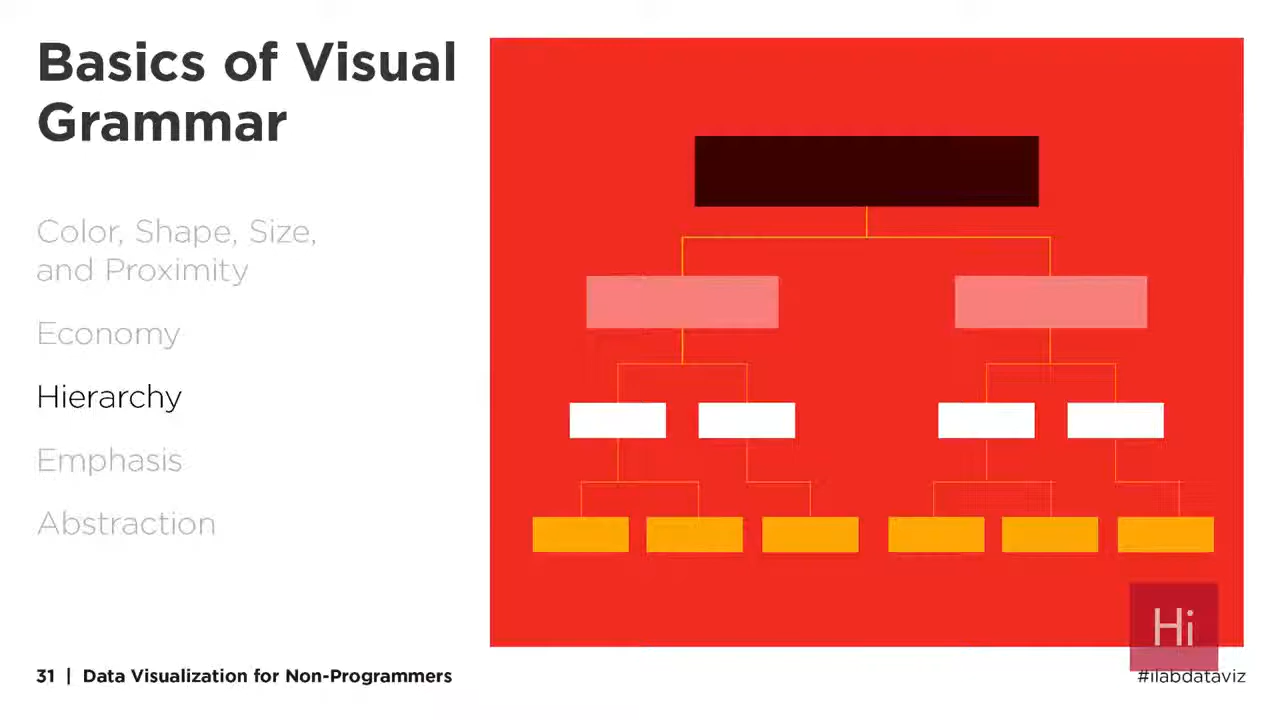 Basics of Visual
Grammar
Color, Shape, Size,
and Proximity
Economy
Hierarchy
Emphasis
Abstraction
Hi
31 | Data Visualization for Non-Programmers
#ilabdataviz